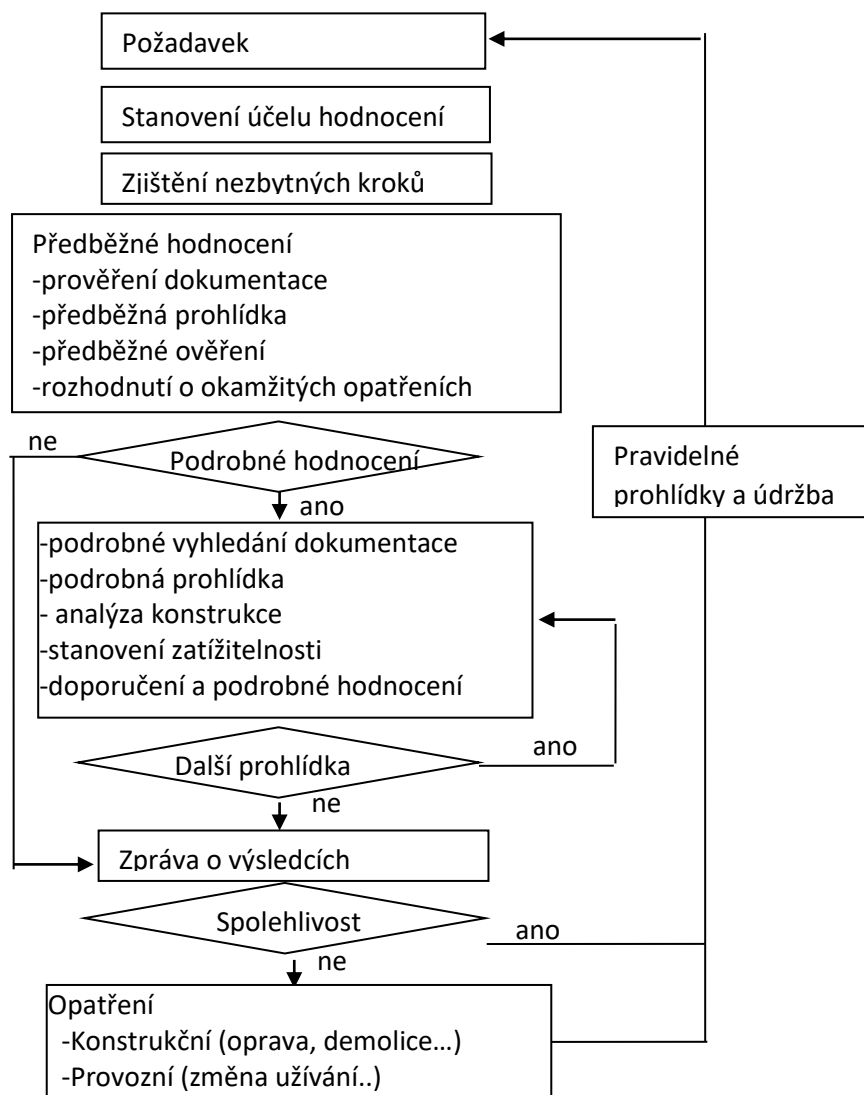 Požadavek
Stanovení účelu hodnocení
Zjištění nezbytných kroků
Předběžné hodnocení
-prověření dokumentace
-předběžná prohlídka
-předběžné ověření
-rozhodnutí o okamžitých opatřeních
ne
Podrobné hodnocení
Pravidelné
prohlídky a údržba
ano
-podrobné vyhledání dokumentace
-podrobná prohlídka
- analýza konstrukce
-stanovení zatížitelnosti
-doporučení a podrobné hodnocení
Další prohlídka
ano
ne
Zpráva o výsledcích
Spolehlivost
ano
ne
Opatření
-Konstrukční (oprava, demolice…)
-Provozní (změna užívání..)